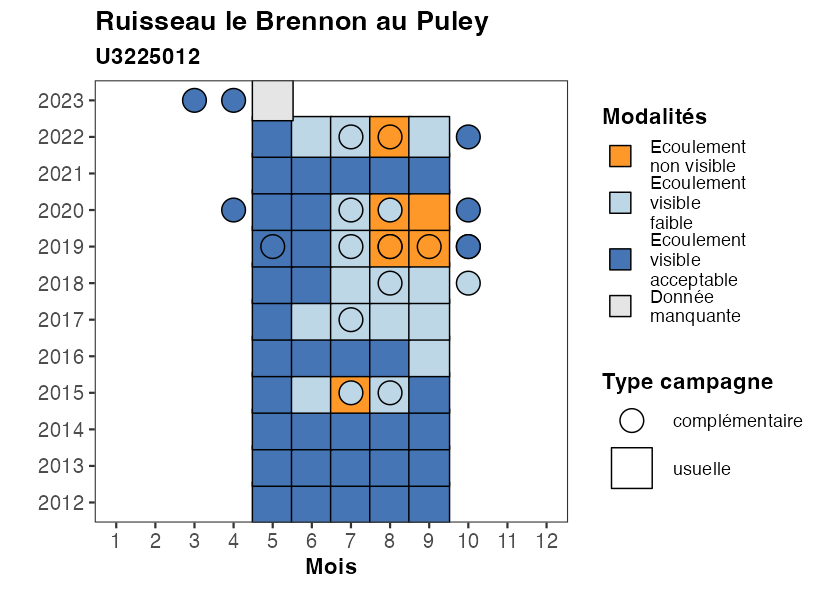 Ruisseau le Brennon au Puley
U3225012
2023
2022
2021
2020
2019
2018
2017
2016
2015
2014
2013
2012
1 2 3 4 5 6 7 8 9 10 11 12
Mois
Modalités
Ecoulement
non visible
Ecoulement
visible
faible
Ecoulement
visible
acceptable
Donnée
manquante
Type campagne
complémentaire
usuelle